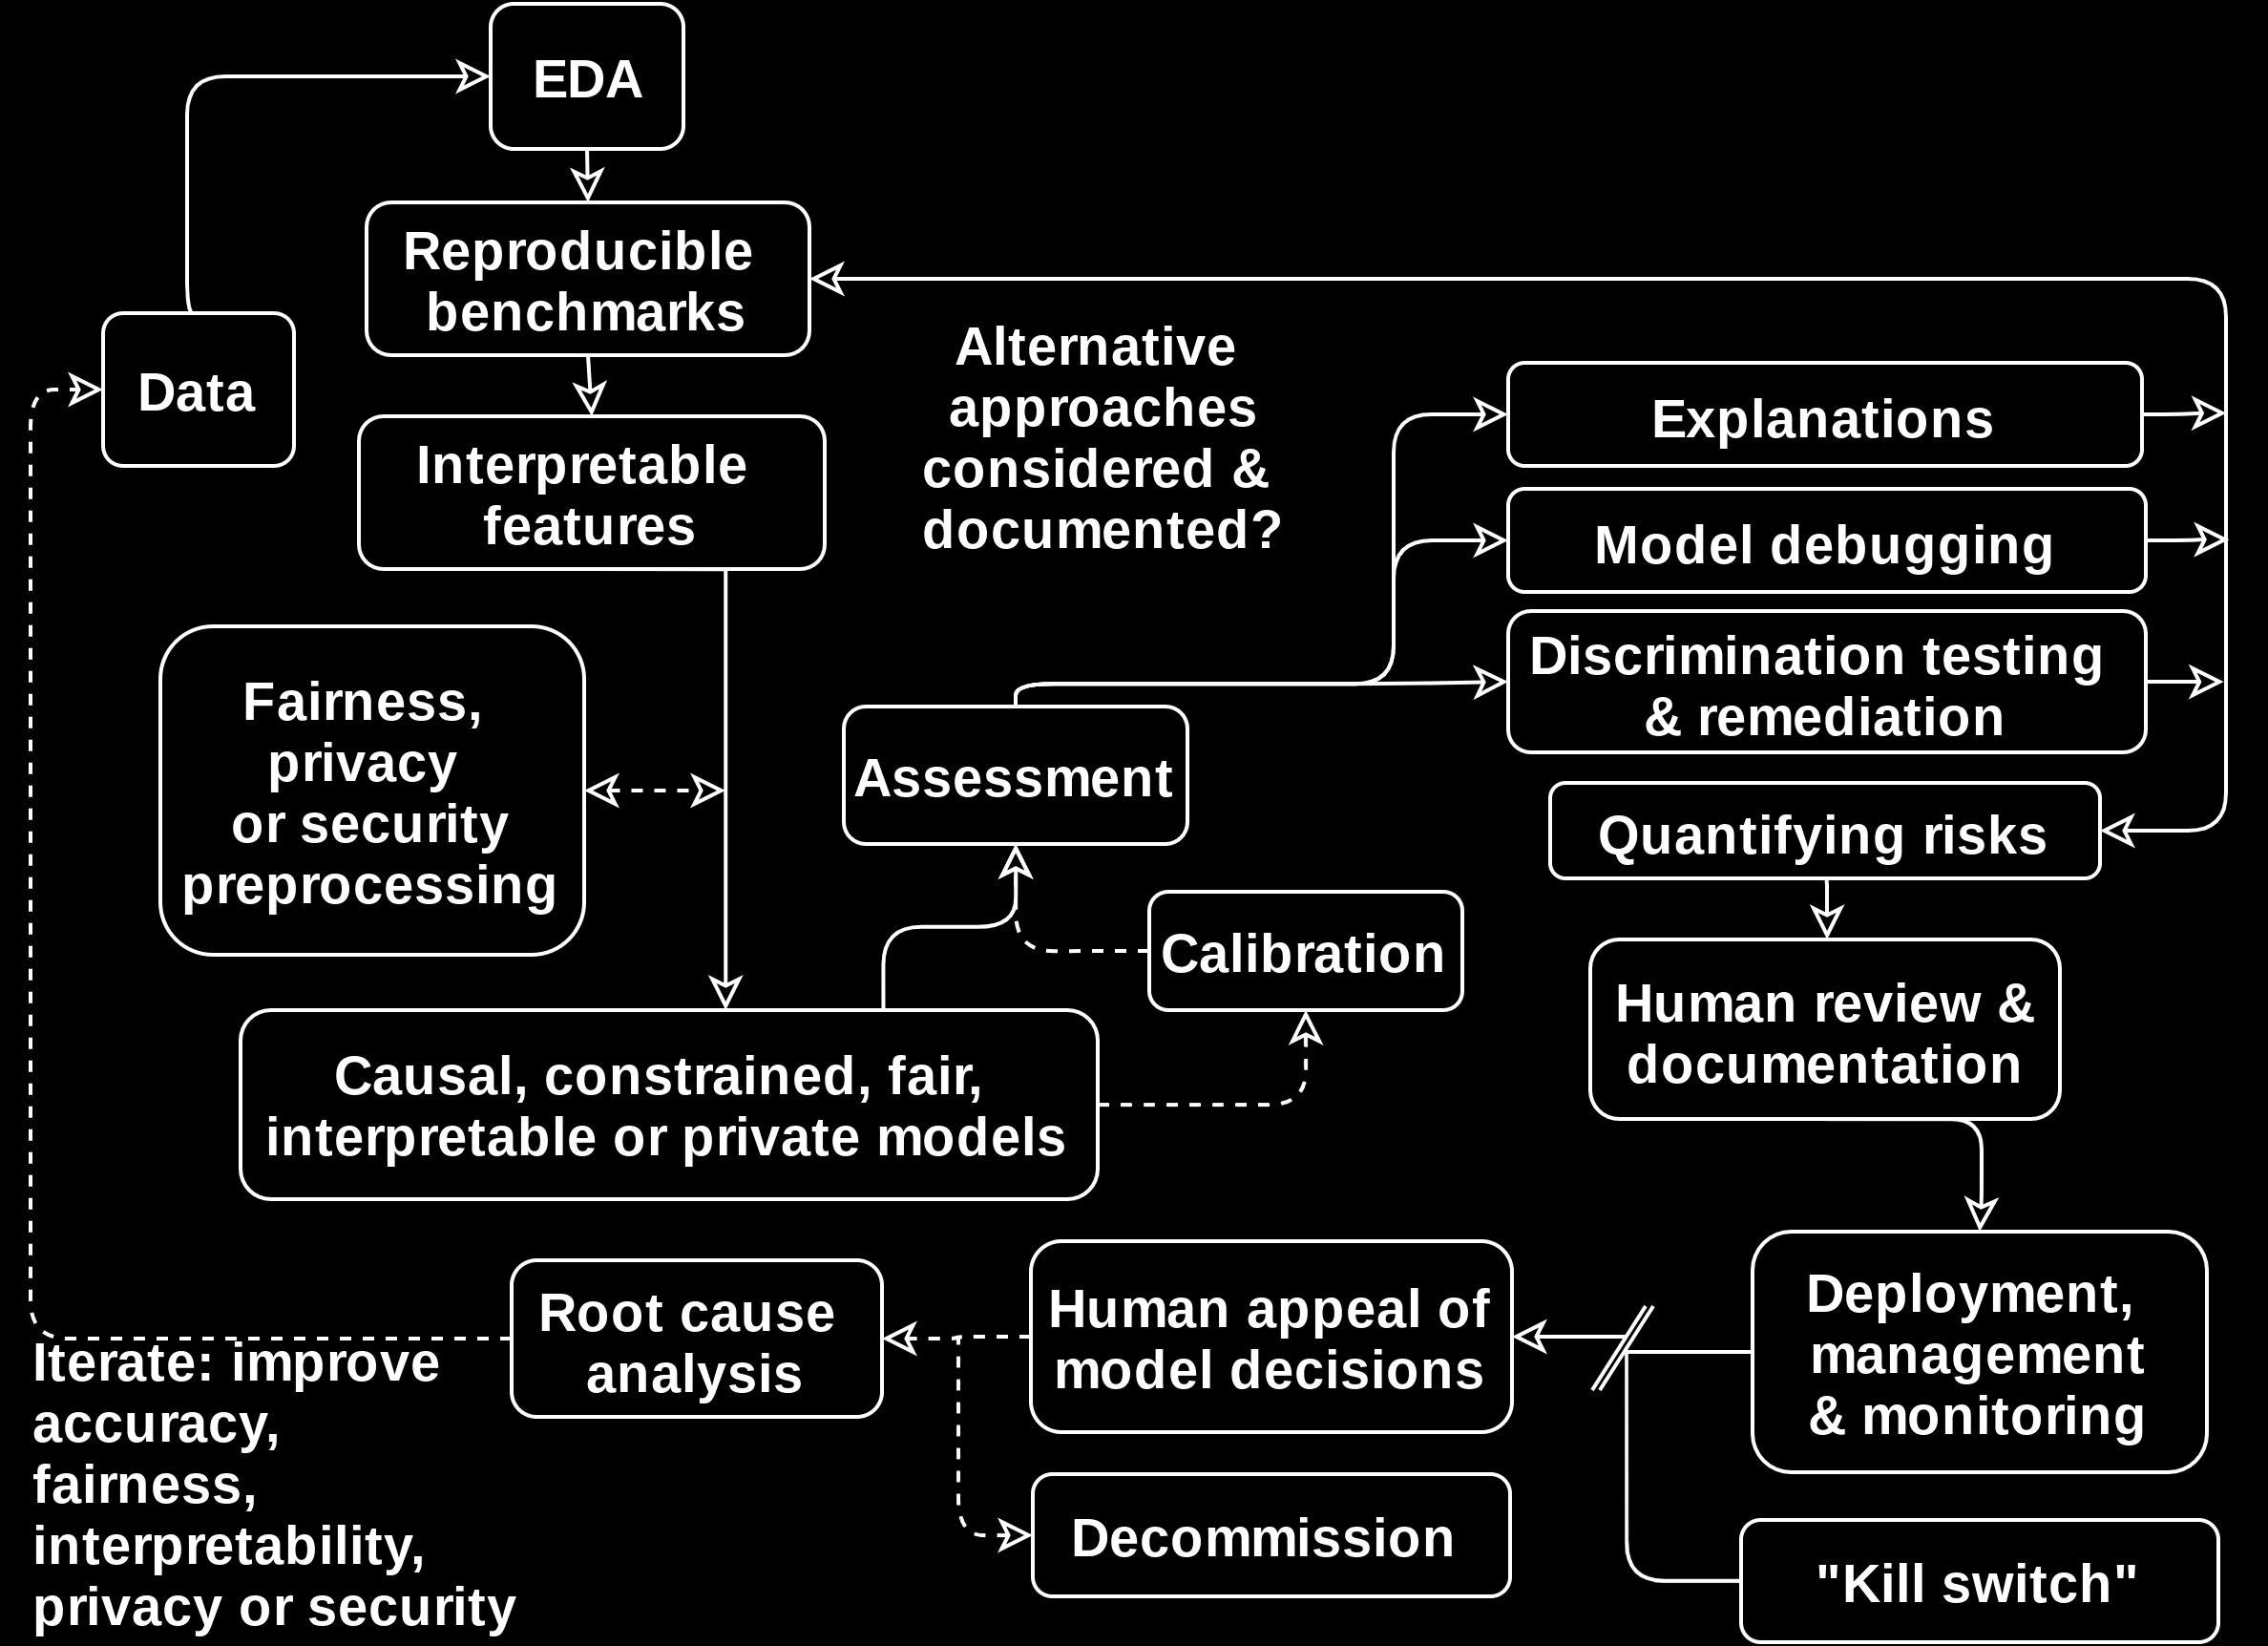 EDA
Reproducible
benchmarks
Data
Interpretable
features
Alternative
approaches
considered &
documented?
Explanations
Model debugging
Discrimination testing
& remediation
Fairness,
privacy
or security
preprocessing
Assessment
Quantifying risks
Calibration
Human review &
documentation
Causal, constrained, fair,
interpretable or private models
Root cause
analysis
Human appeal of
model decisions
Deployment,
management
& monitoring
Iterate: improve
accuracy,
fairness,
interpretability,
privacy or security
Decommission
"Kill switch"